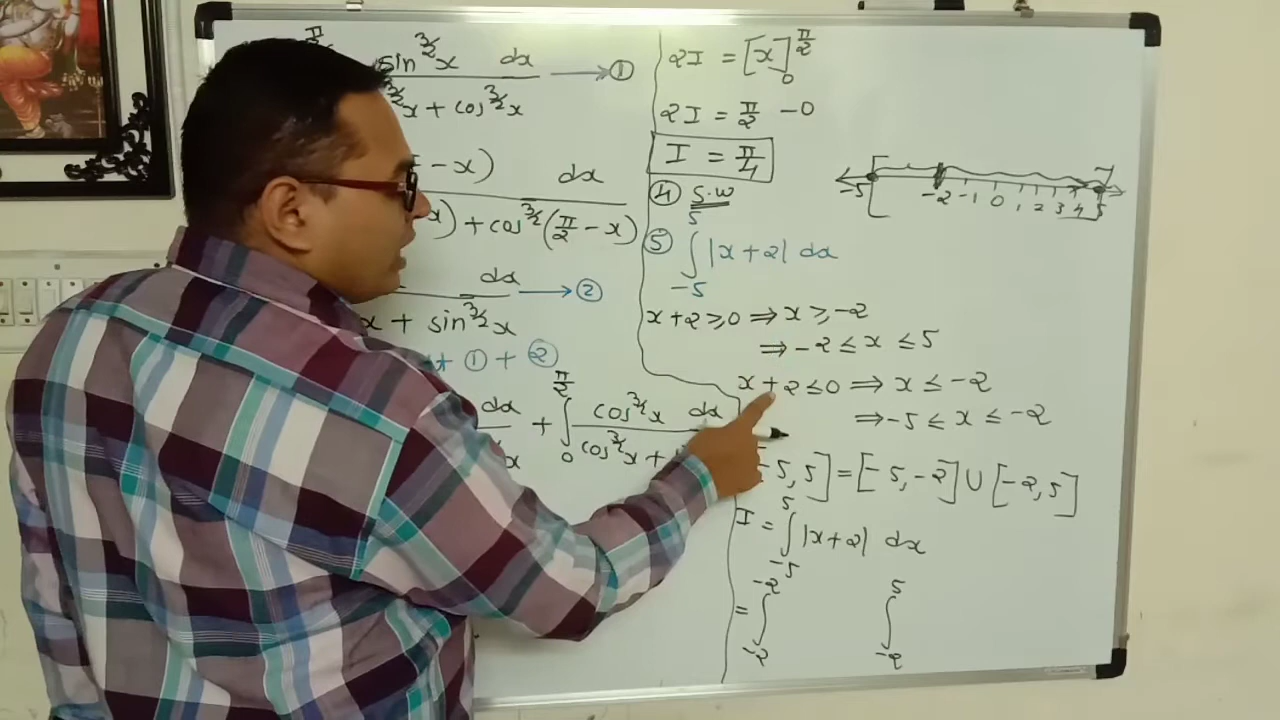 π/2
sin^3/2 x dx ⟶ ①
^3/2 x + cos^3/2 x
- x) dx
x) + cos^3/2 (π/2 - x)
dx ⟶ ②
x + sin^3/2 x
① + ②
dx + ∫_0^π/2 cos^3/2 x dx
x cos^3/2 x +
2I = [x]_0^π/2
2I = π/2 - 0
I = π/4
④ S.W
⑤ ∫_-5^5 |x + 2| dx
-5 -2 -1 0 1 2 3 4 5
x + 2 ≥ 0 ⇒ x ≥ -2
⇒ -2 ≤ x ≤ 5
x + 2 ≤ 0 ⇒ x ≤ -2
⇒ -5 ≤ x ≤ -2
-5, 5] = [-5, -2] ∪ [-2, 5]
I = ∫_-5^5 |x + 2| dx
= ∫_-2^-2 ∫_-2^5